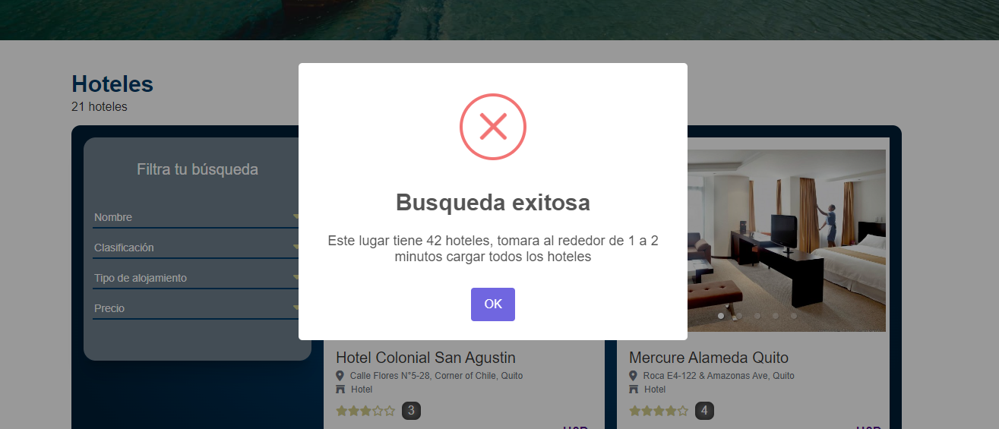 Hoteles
21 hoteles
Filtra tu búsqueda
Nombre
Clasificación
Tipo de alojamiento
Precio
Busqueda exitosa
Este lugar tiene 42 hoteles, tomara al rededor de 1 a 2
minutos cargar todos los hoteles
OK
Hotel Colonial San Agustin
Calle Flores N°5-28, Corner of Chile, Quito
Hotel
3
Mercure Alameda Quito
Roca E4-122 & Amazonas Ave, Quito
Hotel
4